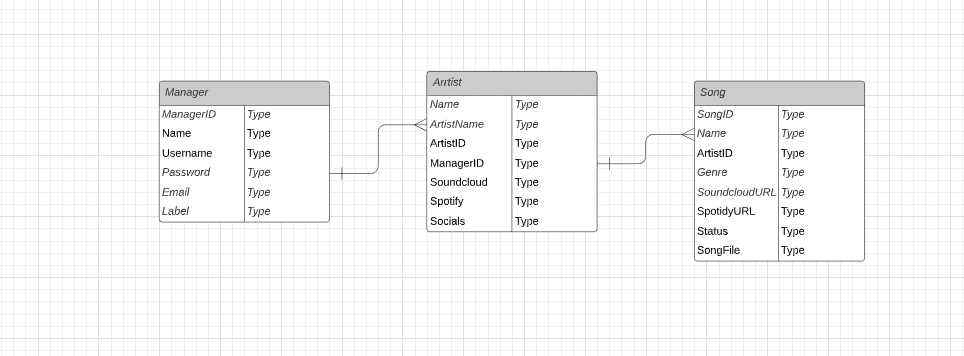 Manager
ManagerID Type
Name Type
Username Type
Password Type
Email Type
Label Type
Arrtist
Name Type
ArtistName Type
ArtistID Type
ManagerID Type
Soundcloud Type
Spotify Type
Socials Type
Song
SongID Type
Name Type
ArtistID Type
Genre Type
SoundcloudURL Type
SpotidyURL Type
Status Type
SongFile Type